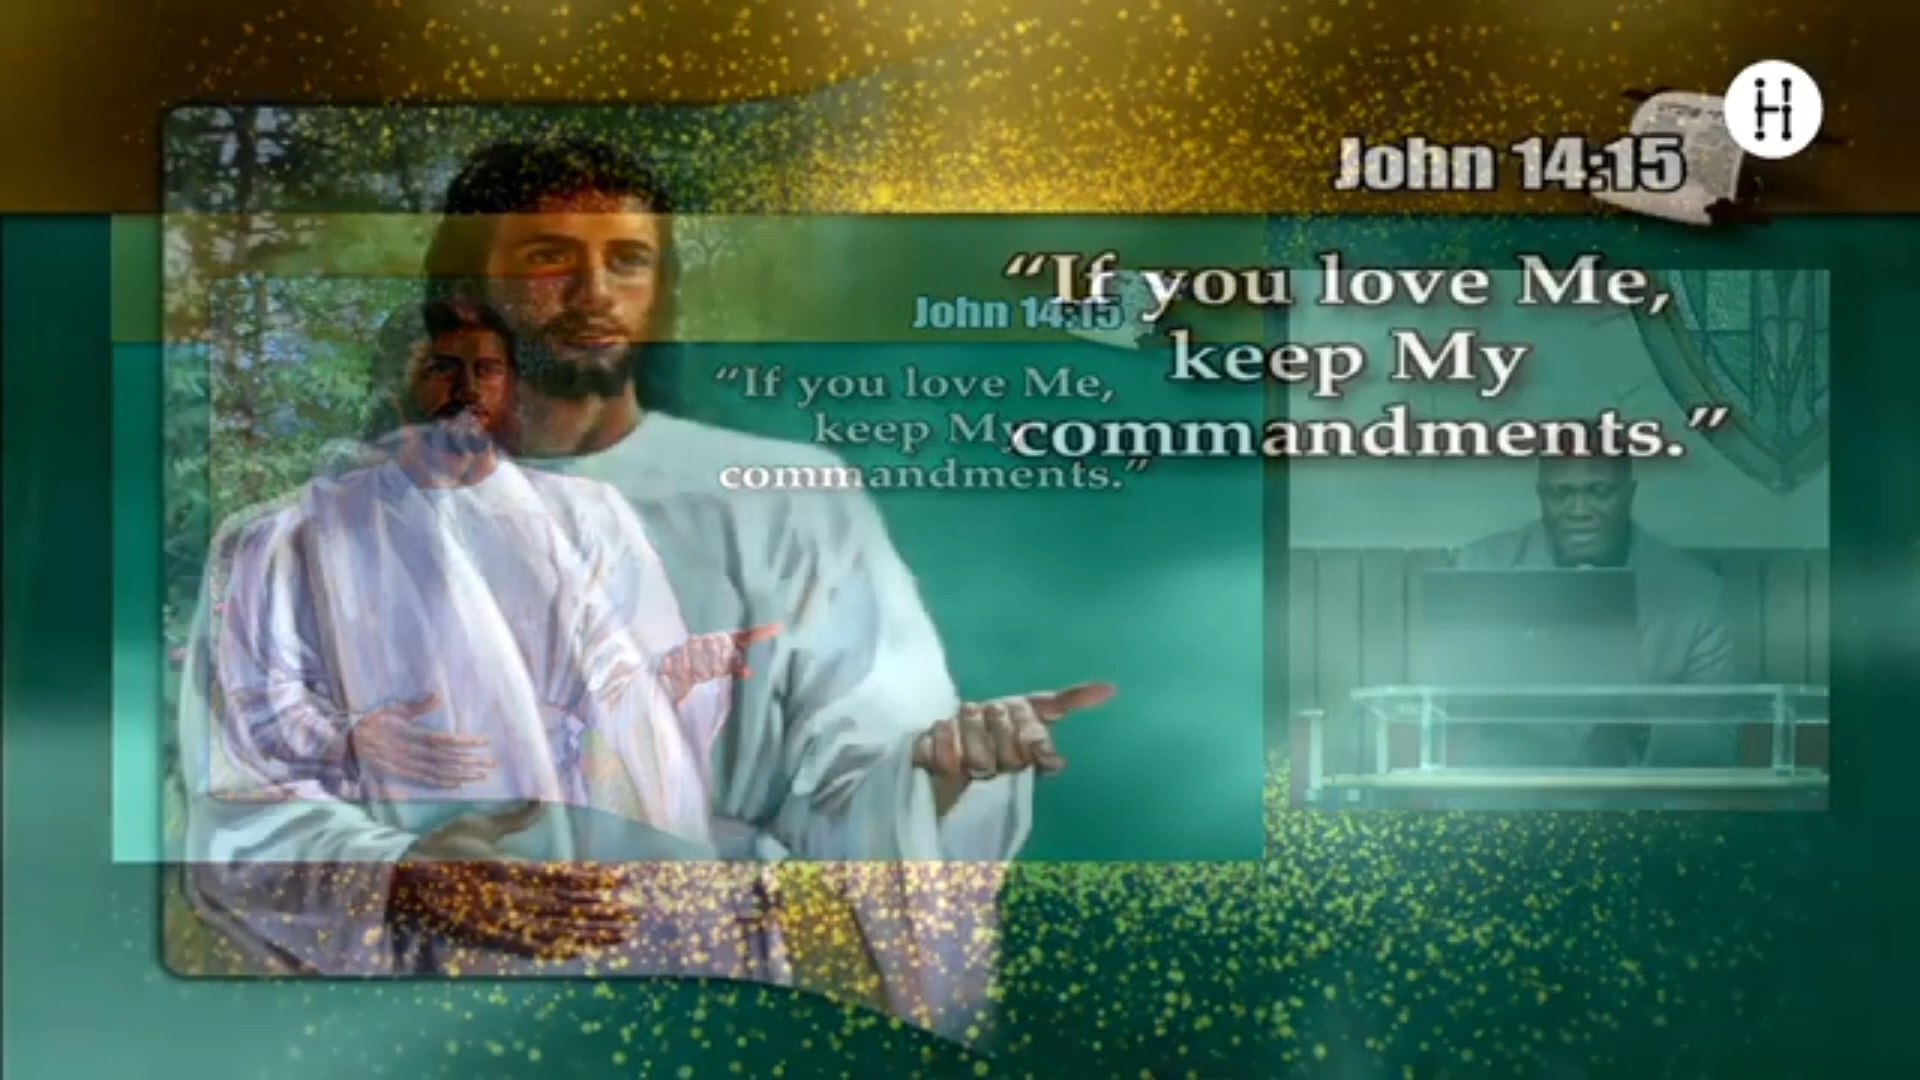 H
John 14:15
“If you love Me,
keep My
commandments.”
John 14:15
“If you love Me,
keep My
commandments.”